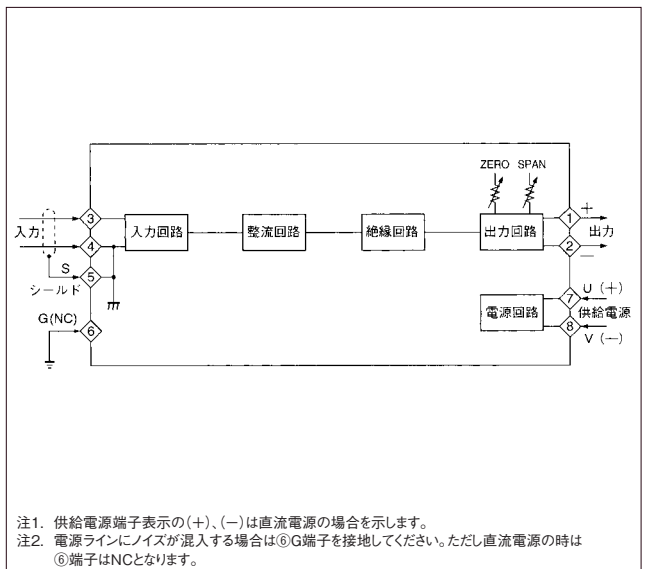 ZERO SPAN
③
④
⑤
⑥
入力
S
シールド
G(NC)
入力回路
整流回路
絶縁回路
出力回路
電源回路
①
②
⑦
⑧
+
出力
−
U (+)
供給電源
V (−)
注1. 供給電源端子表示の(+)、(−)は直流電源の場合を示します。
注2. 電源ラインにノイズが混入する場合は⑥G端子を接地してください。ただし直流電源の時は
⑥端子はNCとなります。